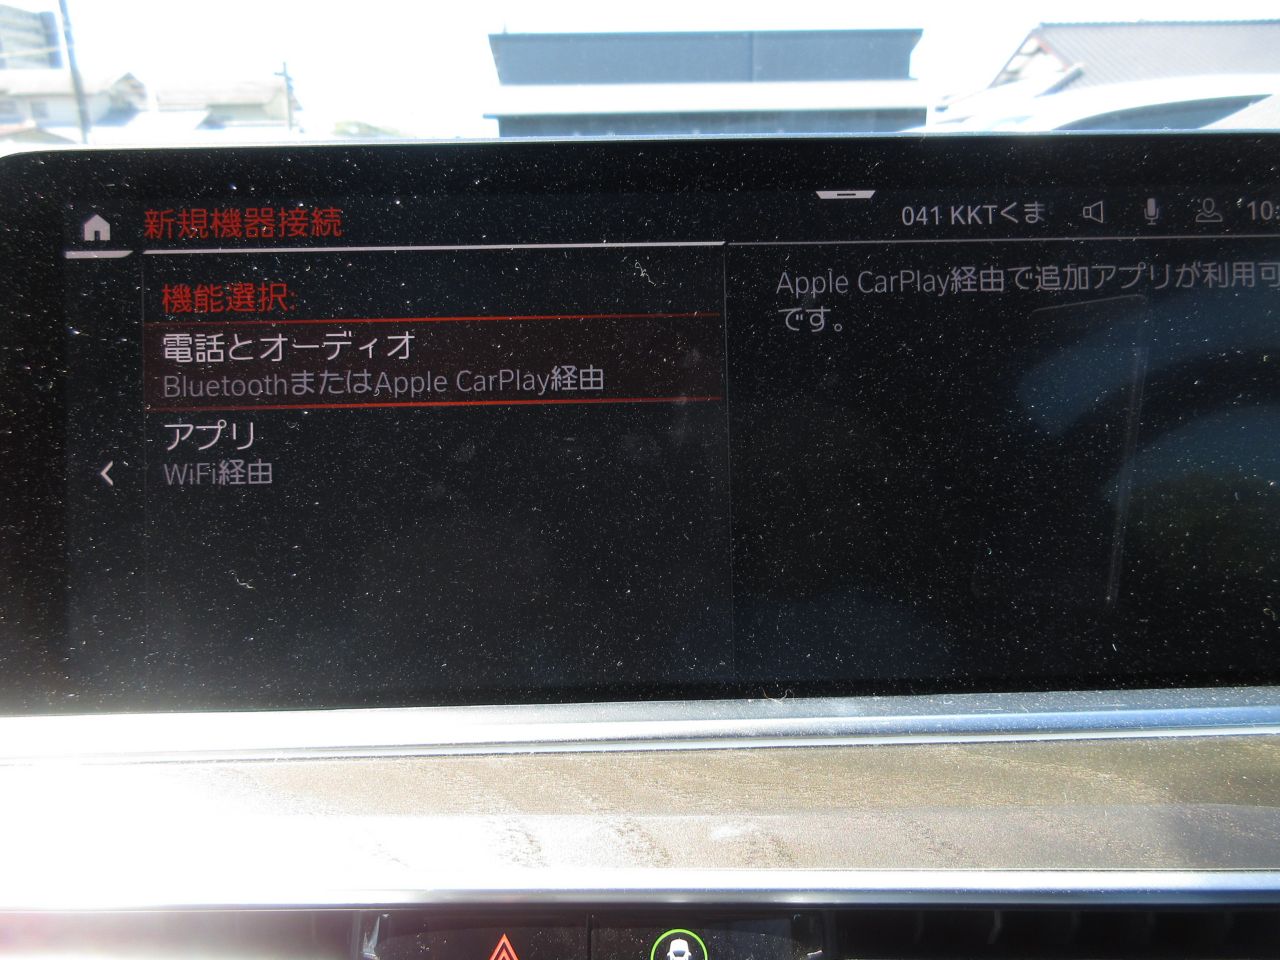 新規機器接続
041 KKTくま
10:
機能選択:
電話とオーディオ
BluetoothまたはApple CarPlay経由
アプリ
WiFi経由
Apple CarPlay経由で追加アプリが利用可
です。